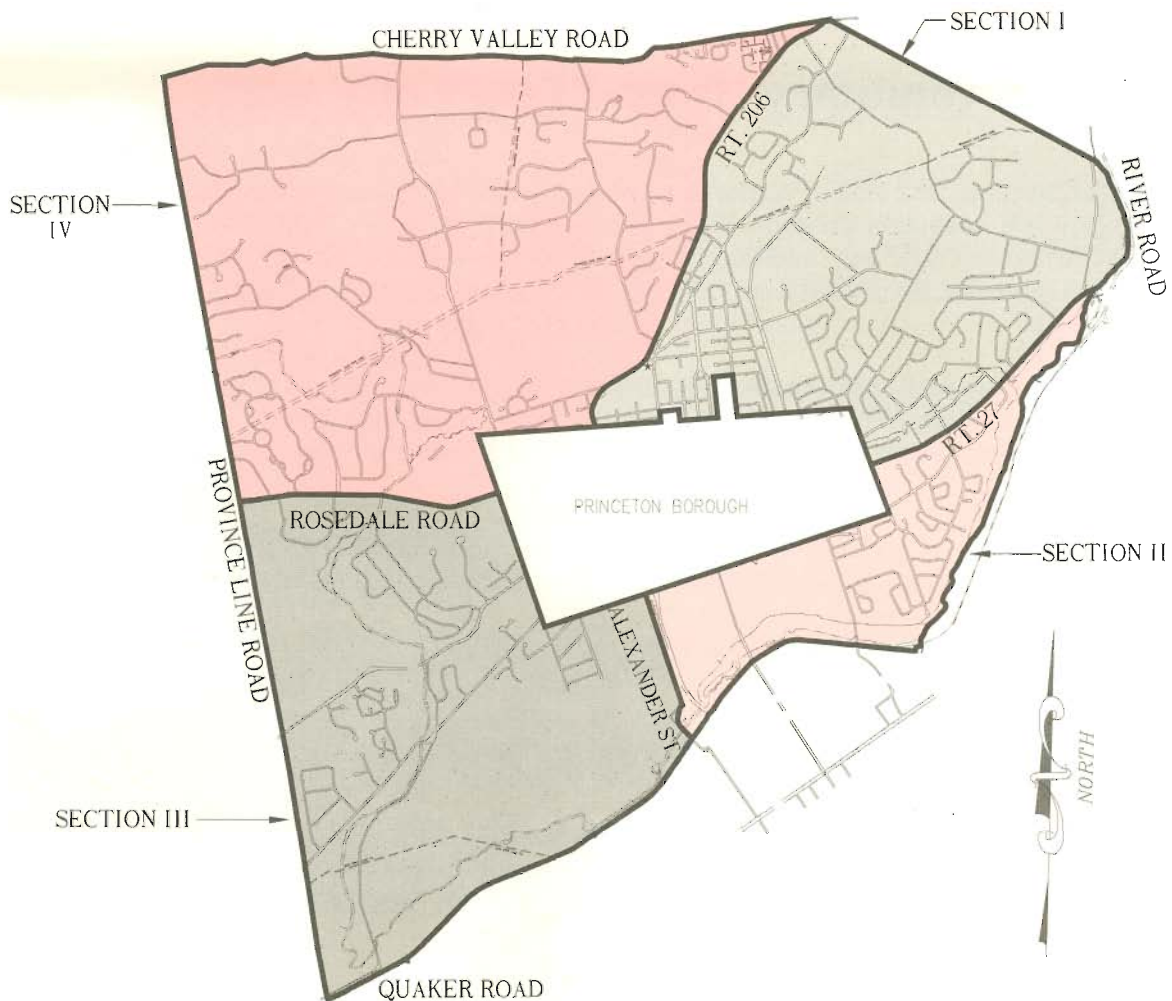 SECTION I
CHERRY VALLEY ROAD
RT. 206
RIVER ROAD
SECTION
IV
RT. 27
PRINCETON BOROUGH
PROVINCE LINE ROAD
ROSEDALE ROAD
SECTION II
ALEXANDER ST.
NORTH
SECTION III
QUAKER ROAD